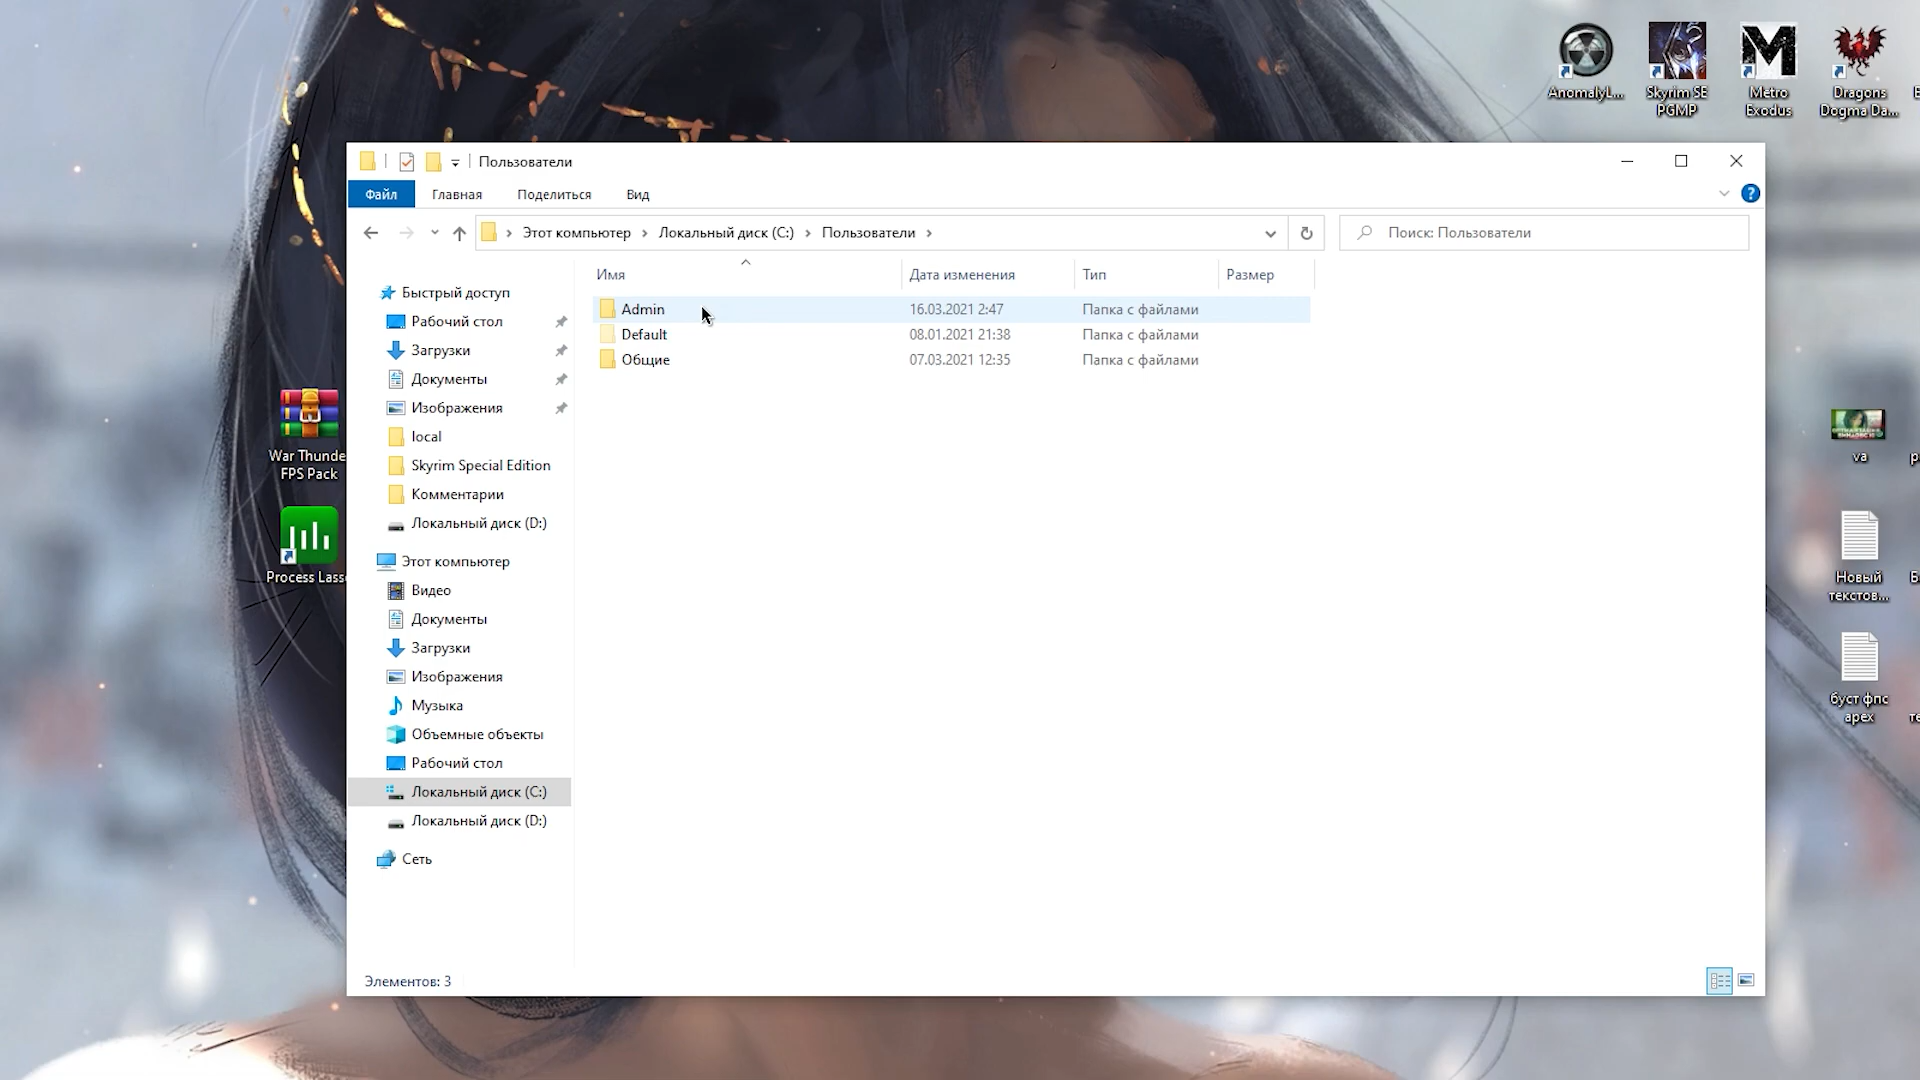 AnomalyL...
Skyrim SE
PGMP
Metro
Exodus
Dragons
Dogma Da...
Пользователи
Файл
Главная
Поделиться
Вид
Этот компьютер
Локальный диск (C:)
Пользователи
Поиск: Пользователи
Имя
Дата изменения
Тип
Размер
Admin
16.03.2021 2:47
Папка с файлами
Default
08.01.2021 21:38
Папка с файлами
Общие
07.03.2021 12:35
Папка с файлами
Быстрый доступ
Рабочий стол
Загрузки
Документы
Изображения
local
Skyrim Special Edition
Комментарии
Локальный диск (D:)
Этот компьютер
Видео
Документы
Загрузки
Изображения
Музыка
Объемные объекты
Рабочий стол
Локальный диск (C:)
Локальный диск (D:)
Сеть
Элементов: 3
War Thunde
FPS Pack
Process Lass
va
Новый
текстов...
буст фпс
apex